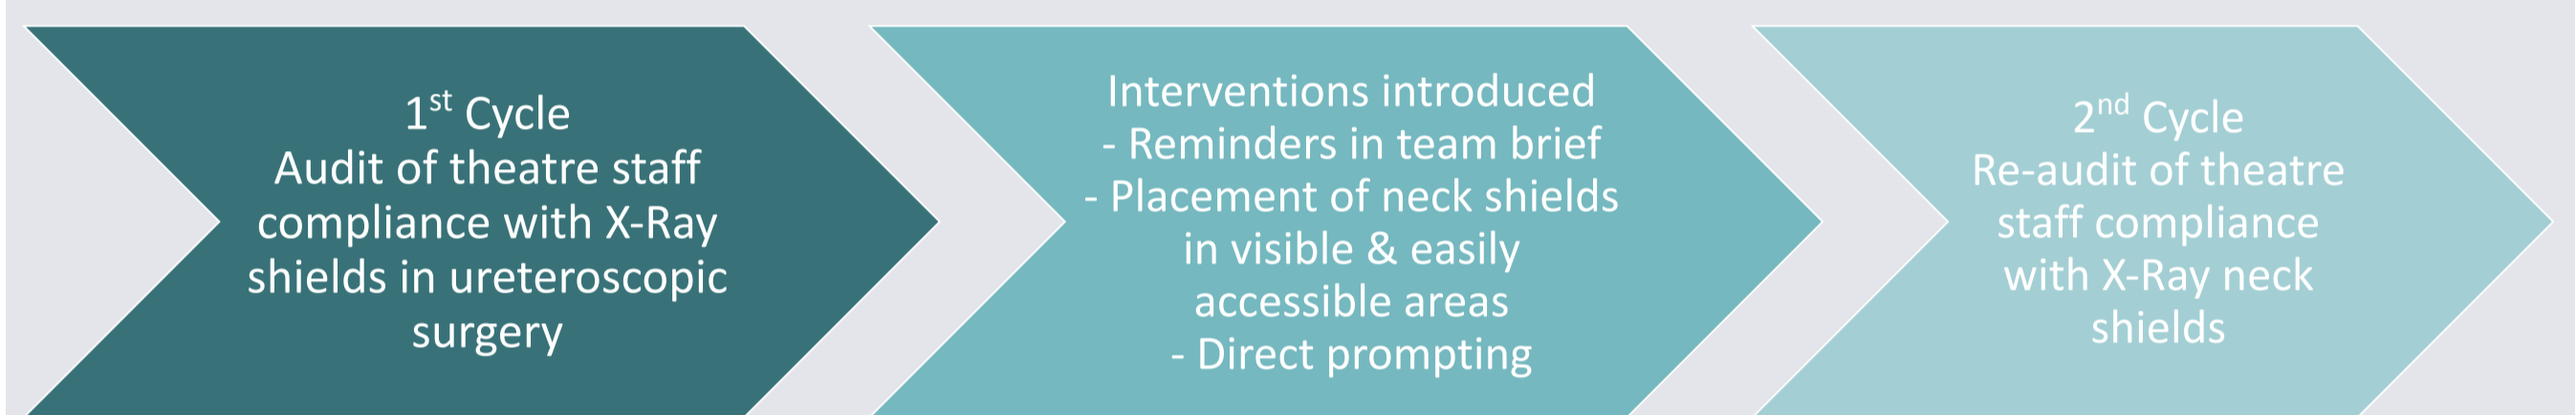 1st Cycle
Audit of theatre staff
compliance with X-Ray
shields in ureteroscopic
surgery
Interventions introduced
- Reminders in team brief
- Placement of neck shields
in visible & easily
accessible areas
- Direct prompting
2nd Cycle
Re-audit of theatre
staff compliance
with X-Ray neck
shields